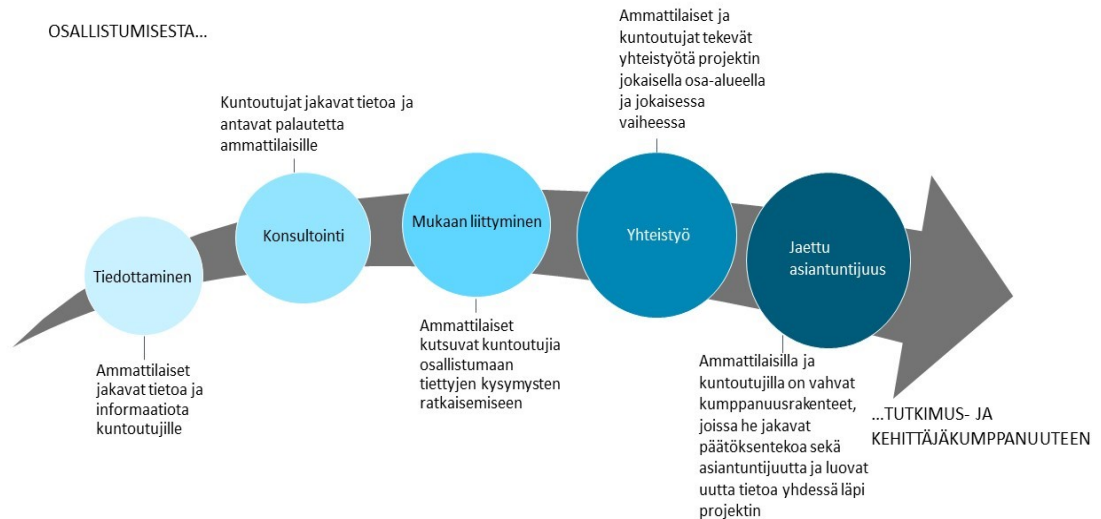 OSALLISTUMISESTA...
Tiedottaminen
Ammattilaiset
jakavat tietoa ja
informaatiota
kuntoutujille
Kuntoutujat jakavat tietoa ja
antavat palautetta
ammattilaisille
Konsultointi
Mukaan liittyminen
Ammattilaiset
kutsuvat kuntoutujia
osallistumaan
tiettyjen kysymysten
ratkaisemiseen
Ammattilaiset ja
kuntoutujat tekevät
yhteistyötä projektin
jokaisella osa-alueella
ja jokaisessa
vaiheessa
Yhteistyö
Jaettu
asiantuntijuus
Ammattilaisilla ja
kuntoutujilla on vahvat
kumppanuusrakenteet,
joissa he jakavat
päätöksentekoa sekä
asiantuntijuutta ja luovat
uutta tietoa yhdessä läpi
projektin
...TUTKIMUS- JA
KEHITTÄJÄKUMPPANUUTEEN